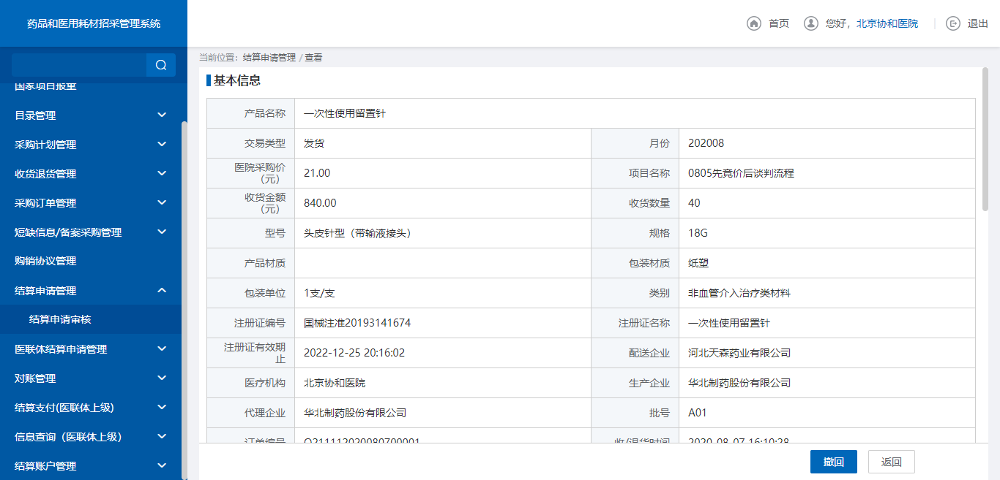 药品和医用耗材招采管理系统
首页
您好，北京协和医院
退出
当前位置：结算申请管理 / 查看
国家项目报量
目录管理
采购计划管理
收货退货管理
采购订单管理
短缺信息/备案采购管理
购销协议管理
结算申请管理
结算申请审核
医联体结算申请管理
对账管理
结算支付(医联体上级)
信息查询（医联体上级）
结算账户管理
基本信息
产品名称 一次性使用留置针
交易类型 发货 月份 202008
医院采购价（元） 21.00 项目名称 0805先竞价后谈判流程
收货金额（元） 840.00 收货数量 40
型号 头皮针型（带输液接头） 规格 18G
产品材质 包装材质 纸塑
包装单位 1支/支 类别 非血管介入治疗类材料
注册证编号 国械注准20193141674 注册证名称 一次性使用留置针
注册证有效期止 2022-12-25 20:16:02 配送企业 河北天森药业有限公司
医疗机构 北京协和医院 生产企业 华北制药股份有限公司
代理企业 华北制药股份有限公司 批号 A01
订单编号 收/退货时间 2020-08-07 16:10:28
撤回 返回